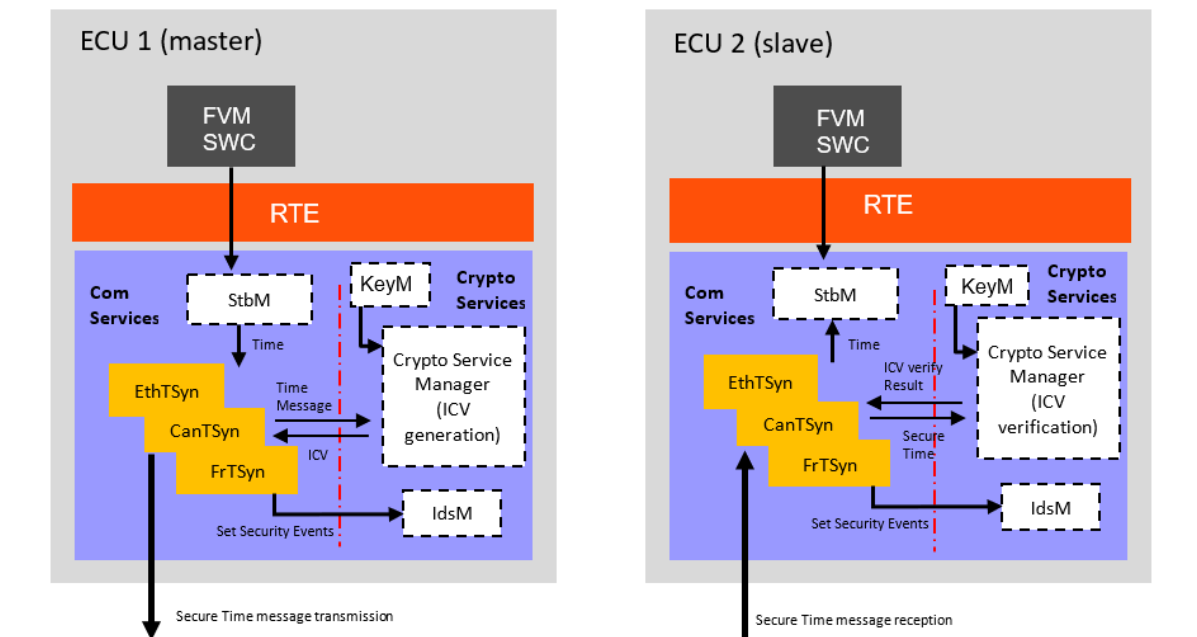 ECU 1 (master)
FVM
SWC
RTE
Com
Services
StbM
KeyM
Crypto
Services
Time
EthTSyn
CanTSyn
FrTSyn
Time
Message
ICV
Crypto Service
Manager
(ICV
generation)
IdsM
Set Security Events
Secure Time message transmission
ECU 2 (slave)
FVM
SWC
RTE
Com
Services
StbM
KeyM
Crypto
Services
Time
EthTSyn
CanTSyn
FrTSyn
ICV verify
Result
Secure
Time
Crypto Service
Manager
(ICV
verification)
IdsM
Set Security Events
Secure Time message reception